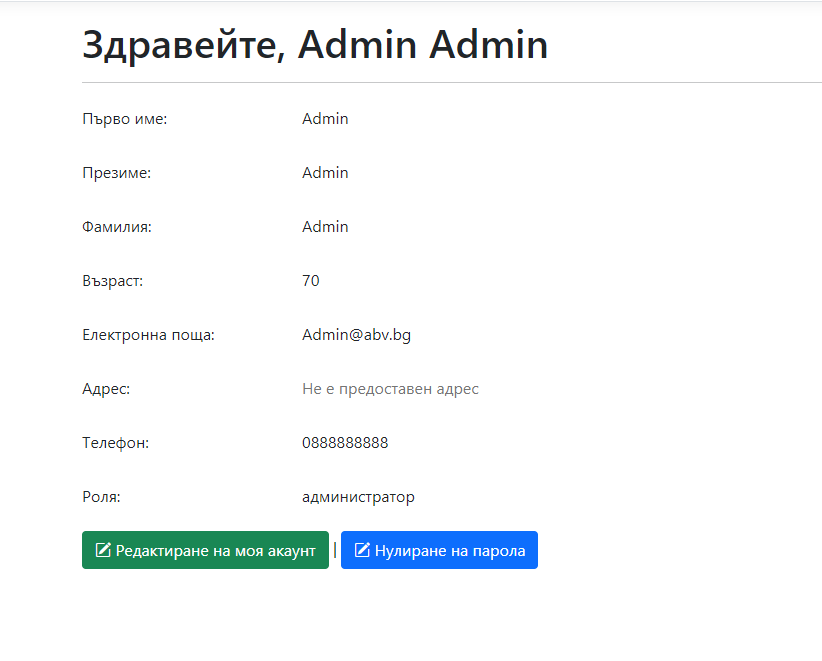 Здравейте, Admin Admin
Първо име: Admin
Презиме: Admin
Фамилия: Admin
Възраст: 70
Електронна поща: Admin@abv.bg
Адрес: Не е предоставен адрес
Телефон: 0888888888
Роля: администратор
Редактиране на моя акаунт | Нулиране на парола